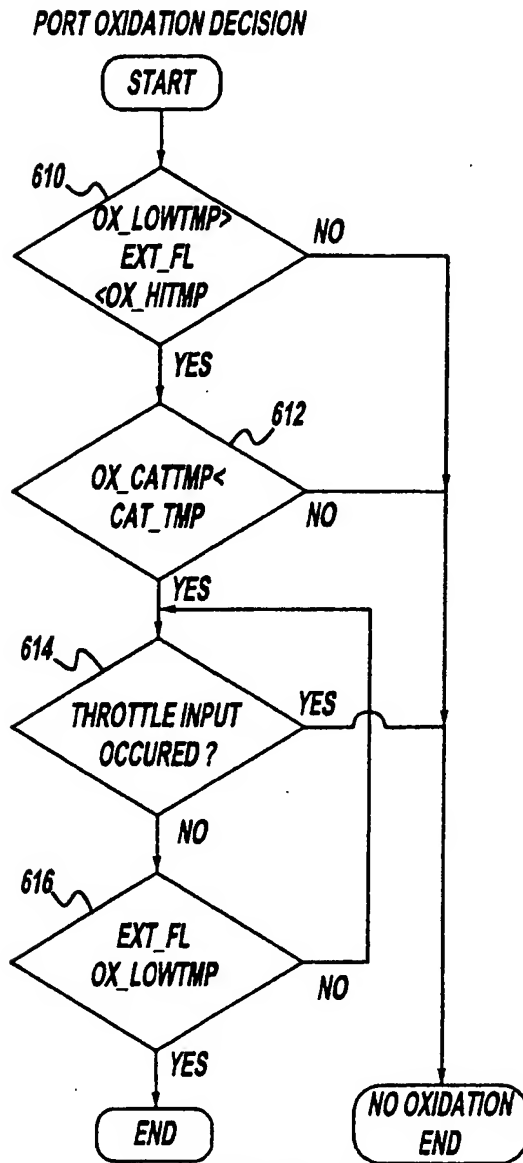 PORT OXIDATION DECISION
START
610
OX_LOWTMP>
EXT_FL
<OX_HITMP
NO
YES
612
OX_CATTMP<
CAT_TMP
NO
YES
614
THROTTLE INPUT
OCCURED ?
YES
NO
616
EXT_FL
OX_LOWTMP
NO
YES
END
NO OXIDATION
END